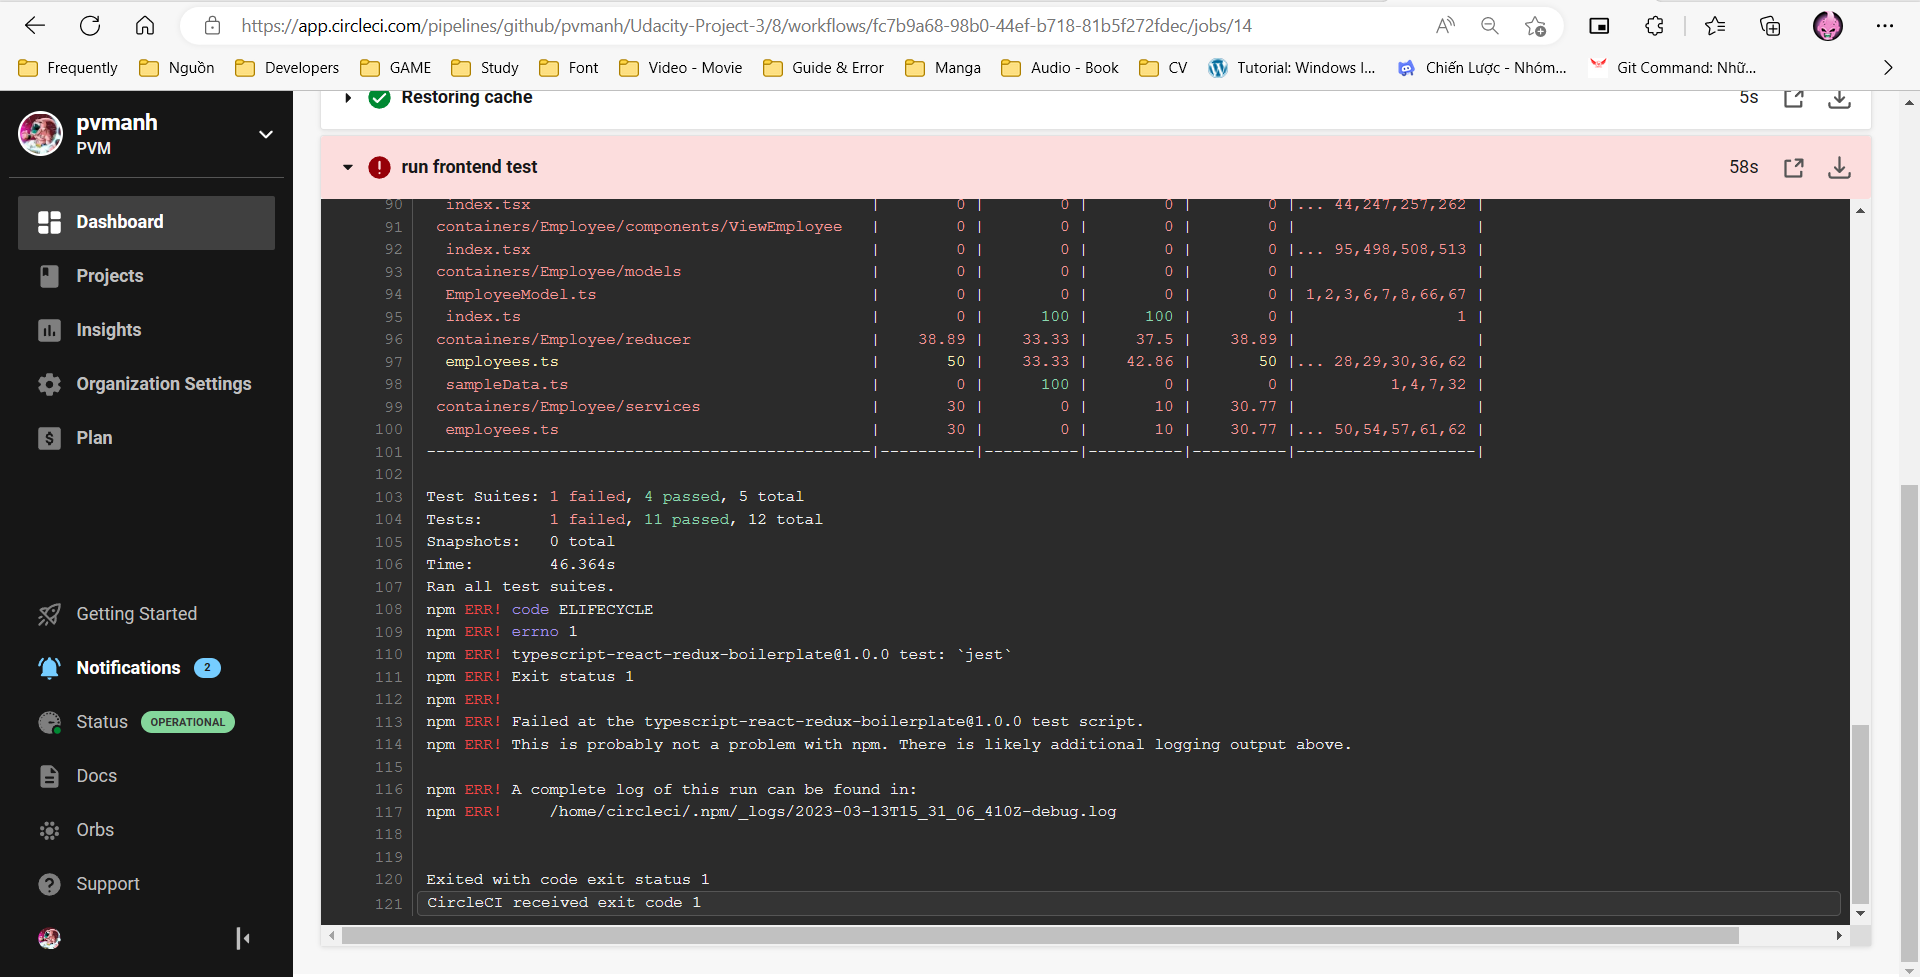 https://app.circleci.com/pipelines/github/pvmanh/Udacity-Project-3/8/workflows/fc7b9a68-98b0-44ef-b718-81b5f272fdec/jobs/14
Frequently Nguồn Developers GAME Study Font Video - Movie Guide & Error Manga Audio - Book CV Tutorial: Windows I... Chiến Lược - Nhóm... Git Command: Nhữ...
pvmanh
PVM
Dashboard
Projects
Insights
Organization Settings
Plan
Getting Started
Notifications 2
Status OPERATIONAL
Docs
Orbs
Support
Restoring cache 5s
run frontend test 58s
90 index.tsx | 0 | 0 | 0 | 0 |... 44,247,257,262 |
91 containers/Employee/components/ViewEmployee | 0 | 0 | 0 | 0 | |
92 index.tsx | 0 | 0 | 0 | 0 |... 95,498,508,513 |
93 containers/Employee/models | 0 | 0 | 0 | 0 | |
94 EmployeeModel.ts | 0 | 0 | 0 | 0 | 1,2,3,6,7,8,66,67 |
95 index.ts | 0 | 100 | 100 | 0 | 1 |
96 containers/Employee/reducer | 38.89 | 33.33 | 37.5 | 38.89 | |
97 employees.ts | 50 | 33.33 | 42.86 | 50 |... 28,29,30,36,62 |
98 sampleData.ts | 0 | 100 | 0 | 0 | 1,4,7,32 |
99 containers/Employee/services | 30 | 0 | 10 | 30.77 | |
100 employees.ts | 30 | 0 | 10 | 30.77 |... 50,54,57,61,62 |
101 -----------------------------------------------|----------|----------|----------|----------|-------------------|
102
103 Test Suites: 1 failed, 4 passed, 5 total
104 Tests: 1 failed, 11 passed, 12 total
105 Snapshots: 0 total
106 Time: 46.364s
107 Ran all test suites.
108 npm ERR! code ELIFECYCLE
109 npm ERR! errno 1
110 npm ERR! typescript-react-redux-boilerplate@1.0.0 test: `jest`
111 npm ERR! Exit status 1
112 npm ERR!
113 npm ERR! Failed at the typescript-react-redux-boilerplate@1.0.0 test script.
114 npm ERR! This is probably not a problem with npm. There is likely additional logging output above.
115
116 npm ERR! A complete log of this run can be found in:
117 npm ERR! /home/circleci/.npm/_logs/2023-03-13T15_31_06_410Z-debug.log
118
119
120 Exited with code exit status 1
121 CircleCI received exit code 1